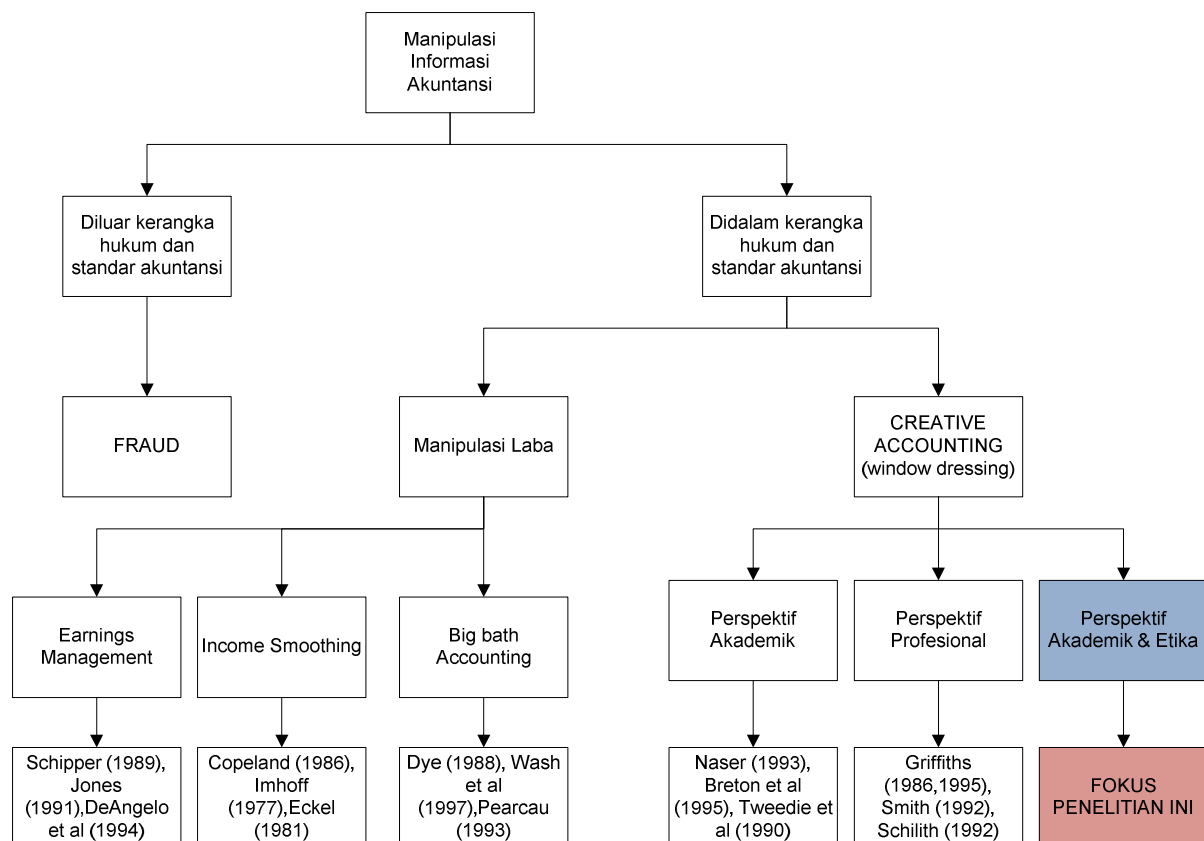 Manipulasi
Informasi
Akuntansi
Diluar kerangka
hukum dan
standar akuntansi
Didalam kerangka
hukum dan
standar akuntansi
FRAUD
Manipulasi Laba
CREATIVE
ACCOUNTING
(window dressing)
Earnings
Management
Income Smoothing
Big bath
Accounting
Perspektif
Akademik
Perspektif
Profesional
Perspektif
Akademik & Etika
Schipper (1989),
Jones
(1991),DeAngelo
et al (1994)
Copeland (1986),
Imhoff
(1977),Eckel
(1981)
Dye (1988), Wash
et al
(1997),Pearcau
(1993)
Naser (1993),
Breton et al
(1995), Tweedie et
al (1990)
Griffiths
(1986,1995),
Smith (1992),
Schilith (1992)
FOKUS
PENELITIAN INI